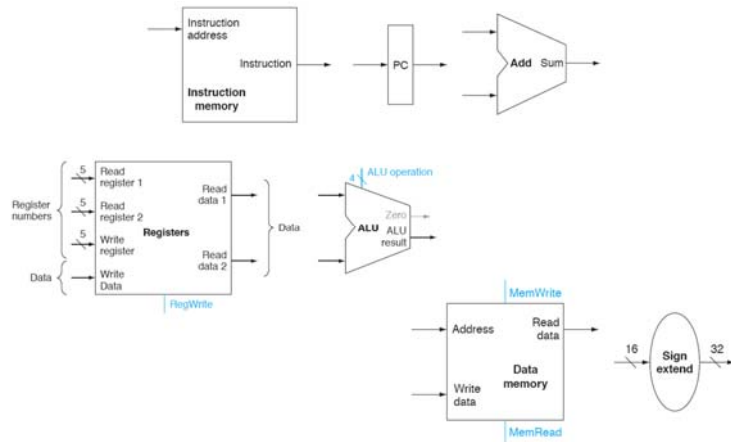 Instruction
address
Instruction
Instruction
memory
PC
Add Sum
ALU operation
4
5
Read
register 1
5
Read
register 2
5
Write
register
Write
Data
Register
numbers
Data
Registers
Read
data 1
Read
data 2
Data
RegWrite
Zero
ALU
ALU
result
MemWrite
Address
Read
data
Data
memory
Write
data
MemRead
16
Sign
extend
32